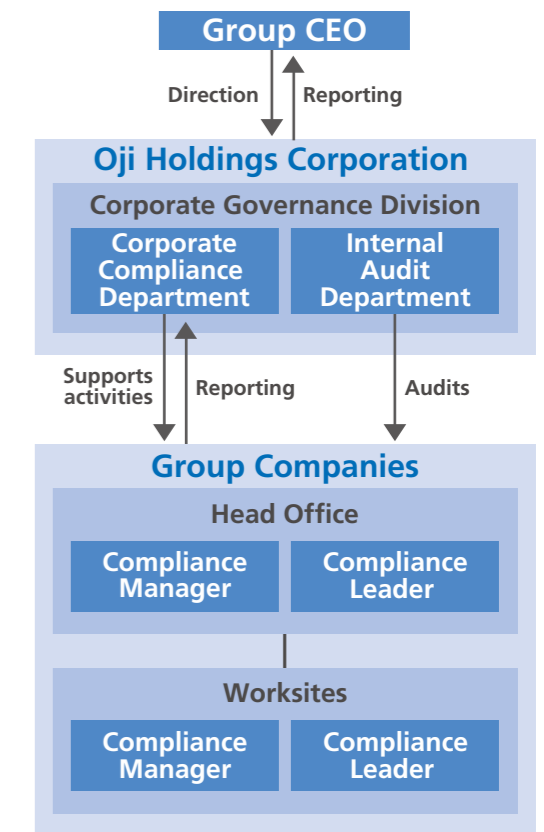 Group CEO
Direction
Reporting
Oji Holdings Corporation
Corporate Governance Division
Corporate
Compliance
Department
Internal
Audit
Department
Supports
activities
Reporting
Audits
Group Companies
Head Office
Compliance
Manager
Compliance
Leader
Worksites
Compliance
Manager
Compliance
Leader